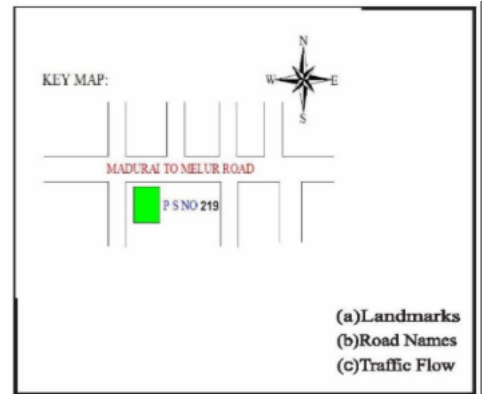 N
KEY MAP:
W E
S
MADURAI TO MELUR ROAD
P S NO 219
(a)Landmarks
(b)Road Names
(c)Traffic Flow